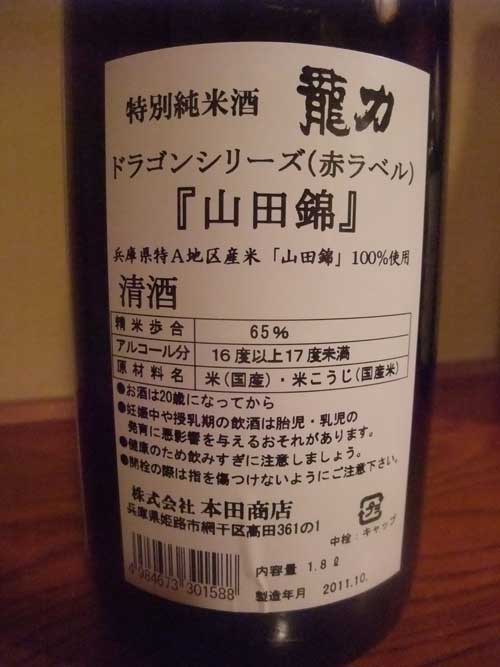 特別純米酒 龍力
ドラゴンシリーズ(赤ラベル)
『山田錦』
兵庫県特A地区産米「山田錦」100%使用
清酒
精米歩合 65%
アルコール分 16度以上17度未満
原材料名 米(国産)・米こうじ(国産米)
●お酒は20歳になってから
●妊娠中や授乳期の飲酒は胎児・乳児の
発育に悪影響を与えるおそれがあります。
●健康のため飲みすぎに注意しましょう。
●開栓の際は指を傷つけないようにご注意下さい。
株式会社 本田商店
兵庫県姫路市網干区高田361の1
中栓:キャップ
4 984673 301588
内容量 1.8ℓ
製造年月 2011.10.